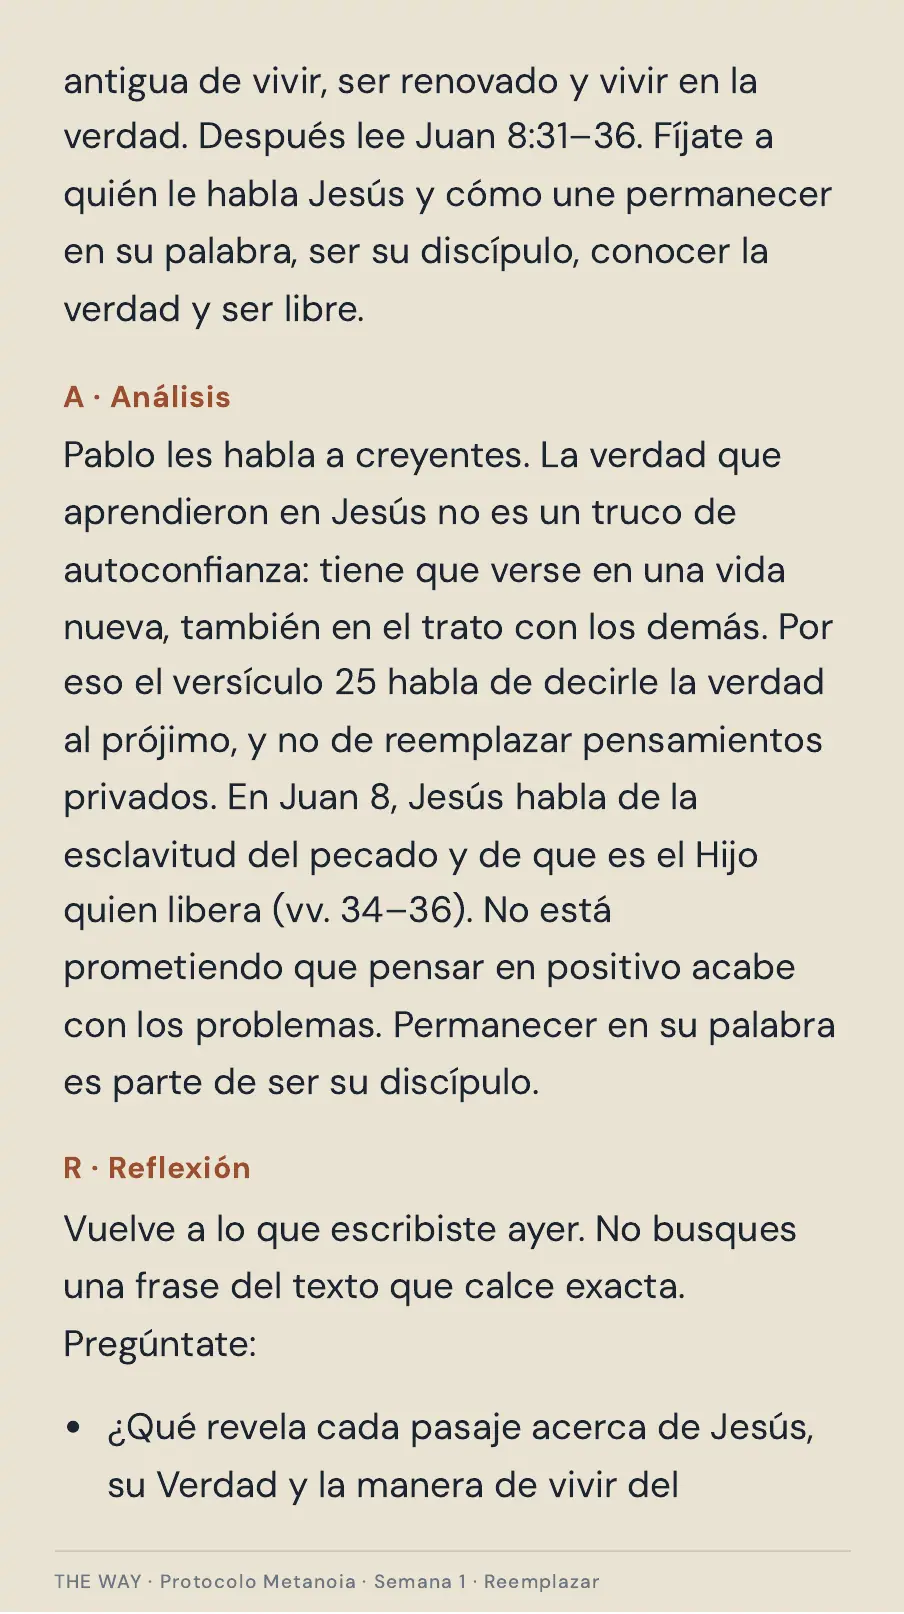 antigua de vivir, ser renovado y vivir en la
verdad. Después lee Juan 8:31–36. Fíjate a
quién le habla Jesús y cómo une permanecer
en su palabra, ser su discípulo, conocer la
verdad y ser libre.
A · Análisis
Pablo les habla a creyentes. La verdad que
aprendieron en Jesús no es un truco de
autoconfianza: tiene que verse en una vida
nueva, también en el trato con los demás. Por
eso el versículo 25 habla de decirle la verdad
al prójimo, y no de reemplazar pensamientos
privados. En Juan 8, Jesús habla de la
esclavitud del pecado y de que es el Hijo
quien libera (vv. 34–36). No está
prometiendo que pensar en positivo acabe
con los problemas. Permanecer en su palabra
es parte de ser su discípulo.
R · Reflexión
Vuelve a lo que escribiste ayer. No busques
una frase del texto que calce exacta.
Pregúntate:
• ¿Qué revela cada pasaje acerca de Jesús,
su Verdad y la manera de vivir del
THE WAY · Protocolo Metanoia · Semana 1 · Reemplazar